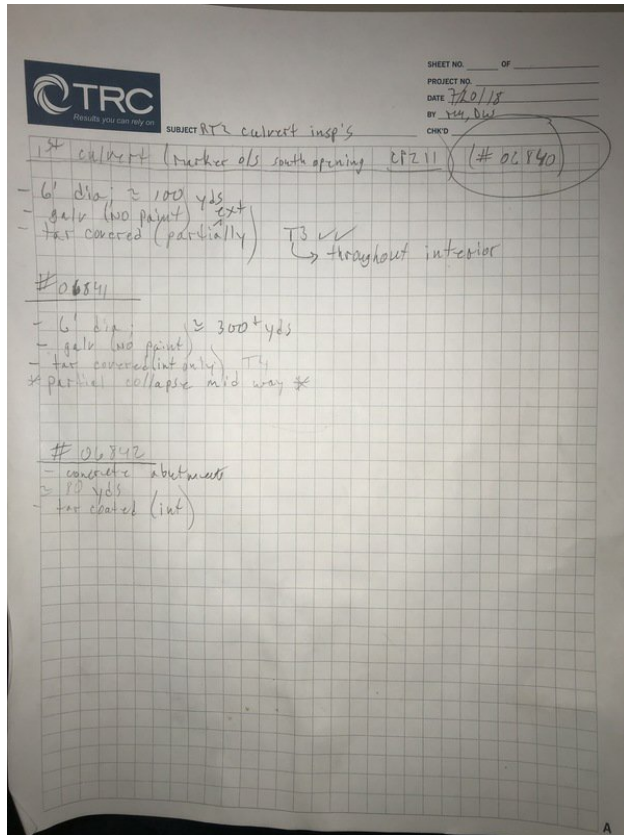 TRC
Results you can rely on
SHEET NO. OF
PROJECT NO.
DATE 7/20/18
BY DW
CHK'D
SUBJECT RT2 culvert insp's
1st culvert (marker o/s south opening (# 06840)
- 6' dia; ≈ 100 yds
- galv (NO paint) ext
- tar covered (partially) T3 ✓✓
↳ throughout interior
#06841
- 6' dia; ≈ 300+ yds
- galv (NO paint)
- tar covered (int only) T4
* partial collapse mid way *
# 06842
- concrete abutments
≈ 80 yds
- tar coated (int)
A